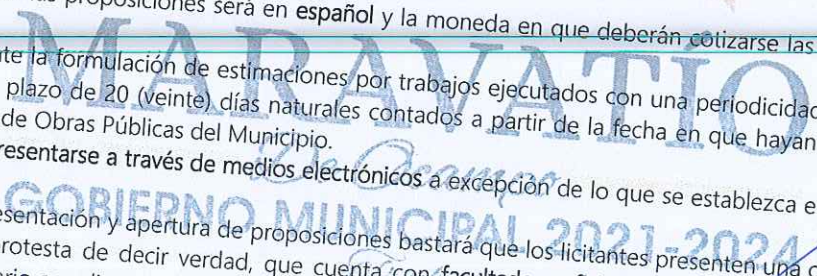 proposiciones será en español y la moneda en que deberán cotizarse las
MARAVATÍO
te la formulación de estimaciones por trabajos ejecutados con una periodicidad
plazo de 20 (veinte) días naturales contados a partir de la fecha en que hayan
de Obras Públicas del Municipio.
De Ocampo
resentarse a través de medios electrónicos a excepción de lo que se establezca e
GOBIERNO MUNICIPAL 2021-2024
esentación y apertura de proposiciones bastará que los licitantes presenten una
rotesta de decir verdad, que cuenta con